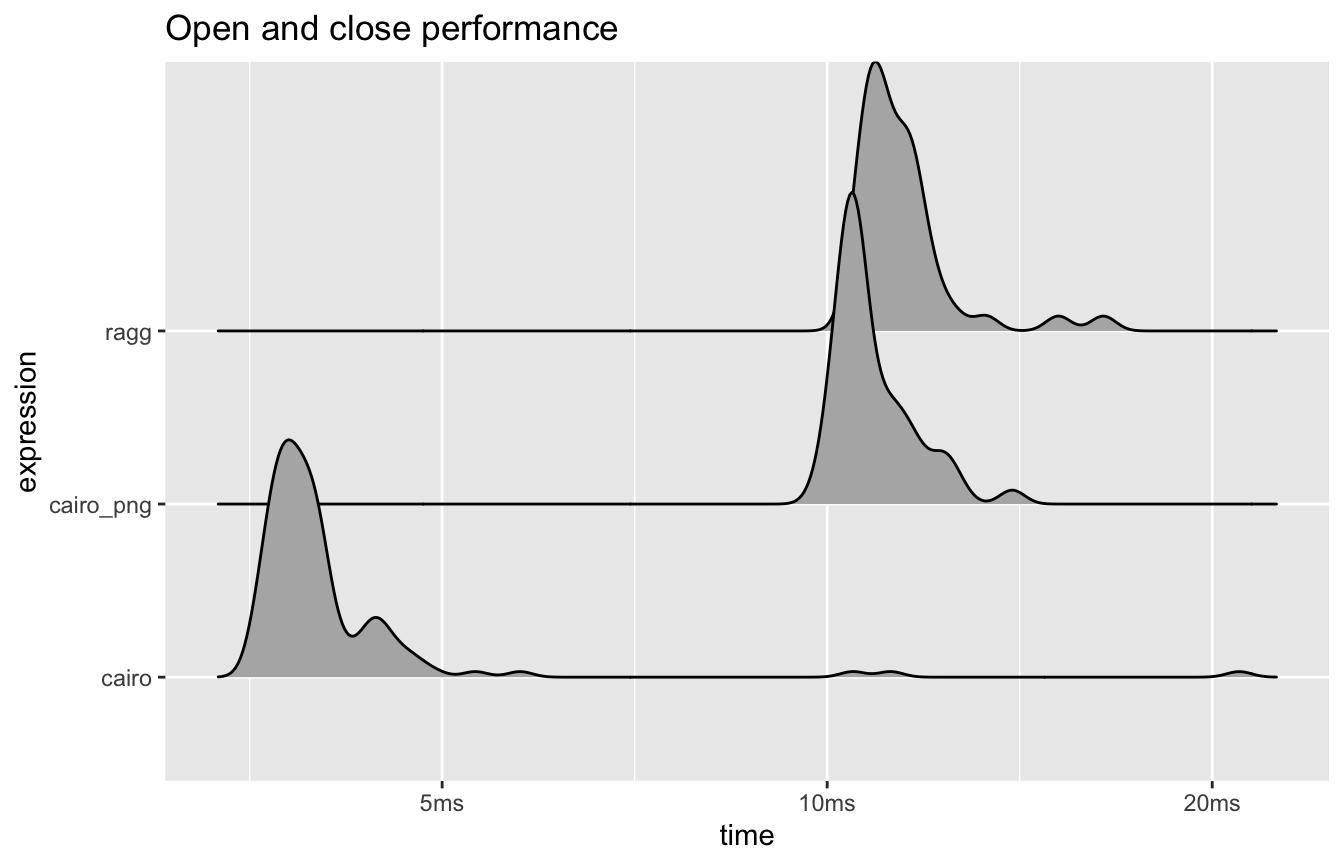 Open and close performance
expression
ragg
cairo_png
cairo
5ms
10ms
20ms
time